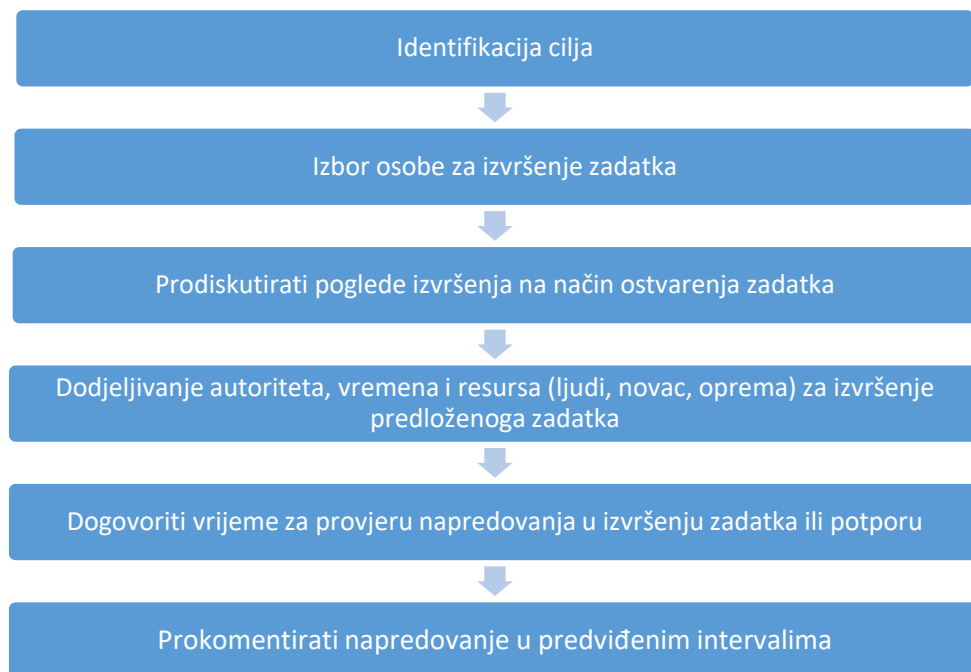 Identifikacija cilja
Izbor osobe za izvršenje zadatka
Prodiskutirati poglede izvršenja na način ostvarenja zadatka
Dodjeljivanje autoriteta, vremena i resursa (ljudi, novac, oprema) za izvršenje
predloženoga zadatka
Dogovoriti vrijeme za provjeru napredovanja u izvršenju zadatka ili potporu
Prokomentirati napredovanje u predviđenim intervalima